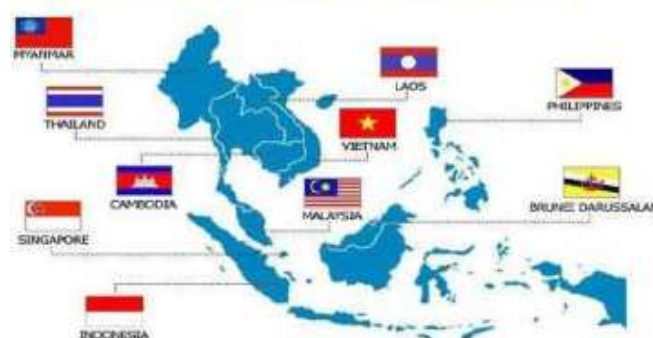 MYANMAR
LAOS
PHILIPPINES
THAILAND
VIETNAM
CAMBODIA
MALAYSIA
BRUNEI DARUSSALA
SINGAPORE
INDONESIA